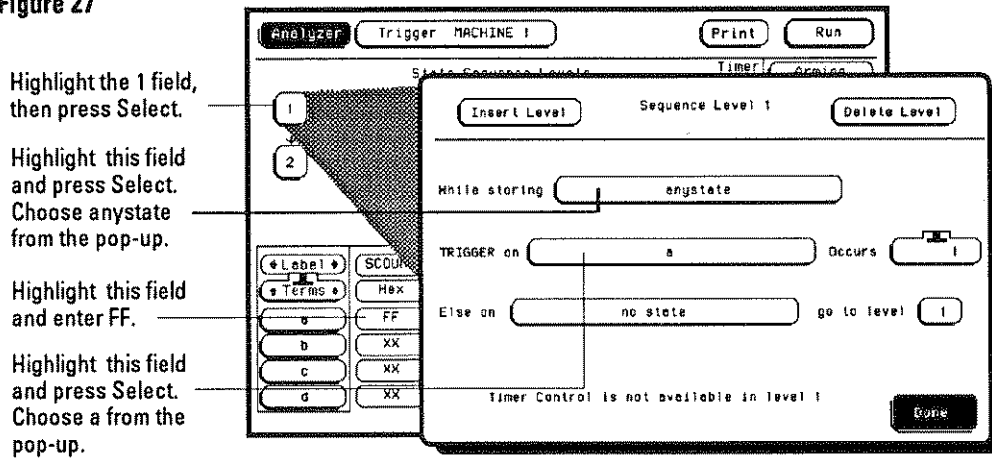 Figure 27
Highlight the 1 field,
then press Select.
Highlight this field
and press Select.
Choose anystate
from the pop-up.
Highlight this field
and enter FF.
Highlight this field
and press Select.
Choose a from the
pop-up.
Analyzer Trigger MACHINE 1 Print Run
State Sequence Levels Timer Arming
1
2
Label
Terms Hex
a FF
b XX
c XX
d XX
Insert Level Sequence Level 1 Delete Level
While storing anystate
TRIGGER on a Occurs 1
Else on no state go to level 1
Timer Control is not available in level 1
Done